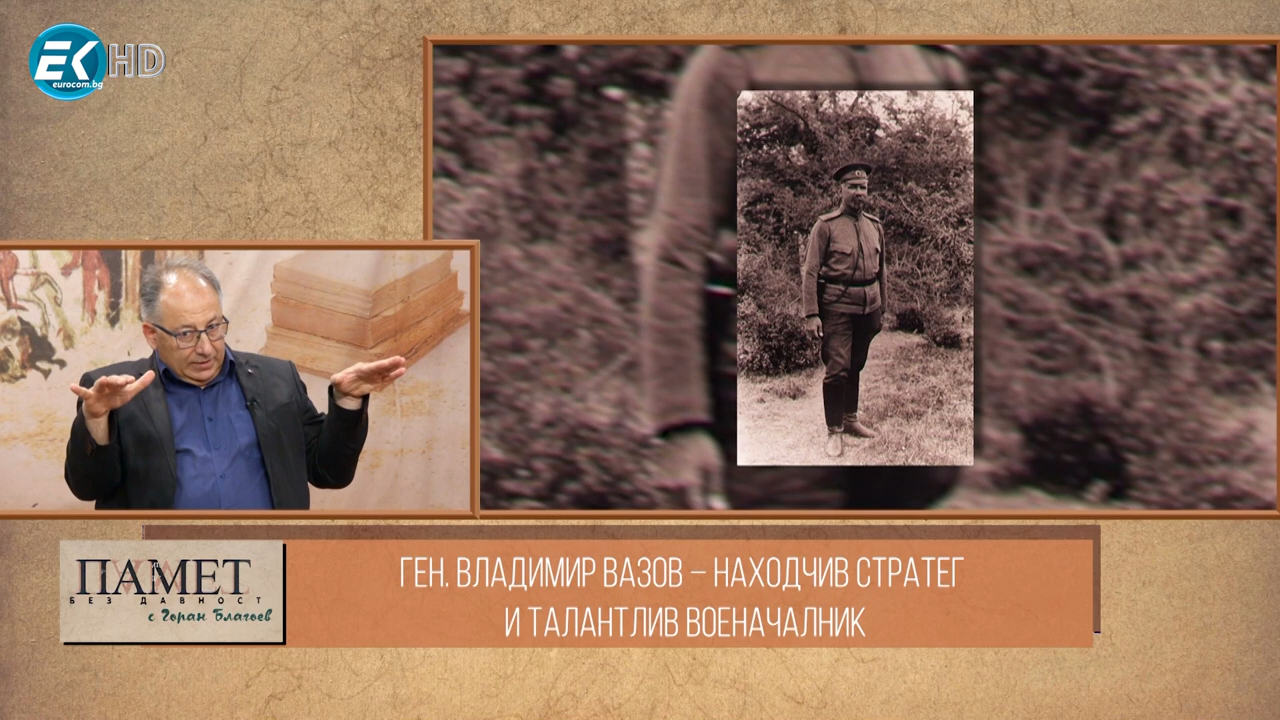 EK HD
eurocom.bg
ПАМЕТ
БЕЗ ДАВНОСТ
с Горан Благоев
ГЕН. ВЛАДИМИР ВАЗОВ – НАХОДЧИВ СТРАТЕГ
И ТАЛАНТЛИВ ВОЕНАЧАЛНИК